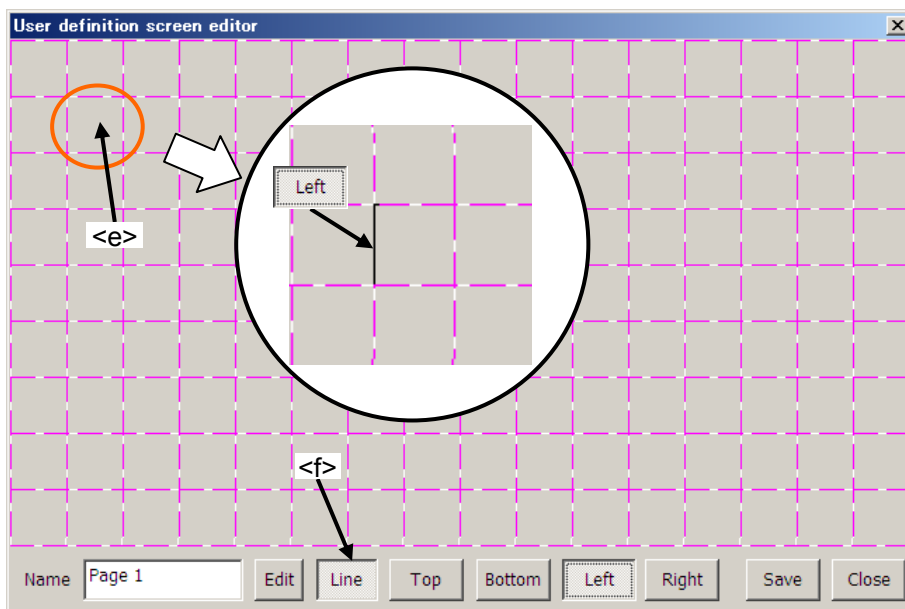 User definition screen editor
Left
<e>
<f>
Name Page 1 Edit Line Top Bottom Left Right Save Close